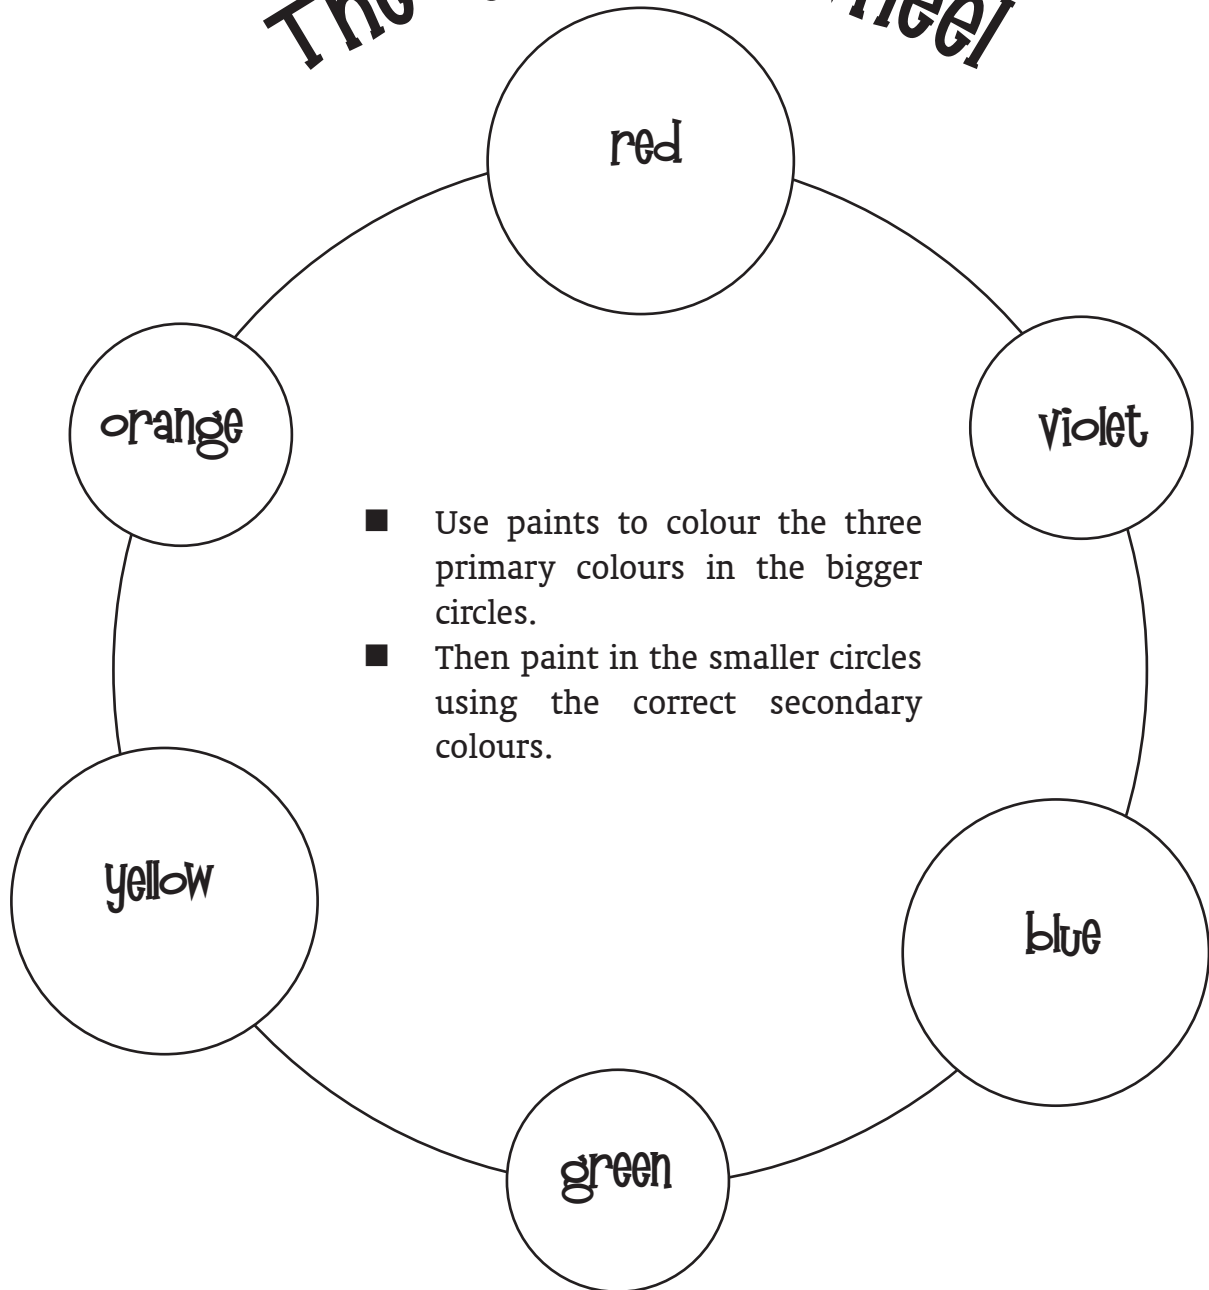 The
red
orange
violet
Use paints to colour the three
primary colours in the bigger
circles.
Then paint in the smaller circles
using the correct secondary
colours.
yellow
blue
green